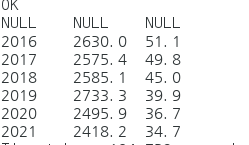 OK
NULL NULL NULL
2016 2630.0 51.1
2017 2575.4 49.8
2018 2585.1 45.0
2019 2733.3 39.9
2020 2495.9 36.7
2021 2418.2 34.7